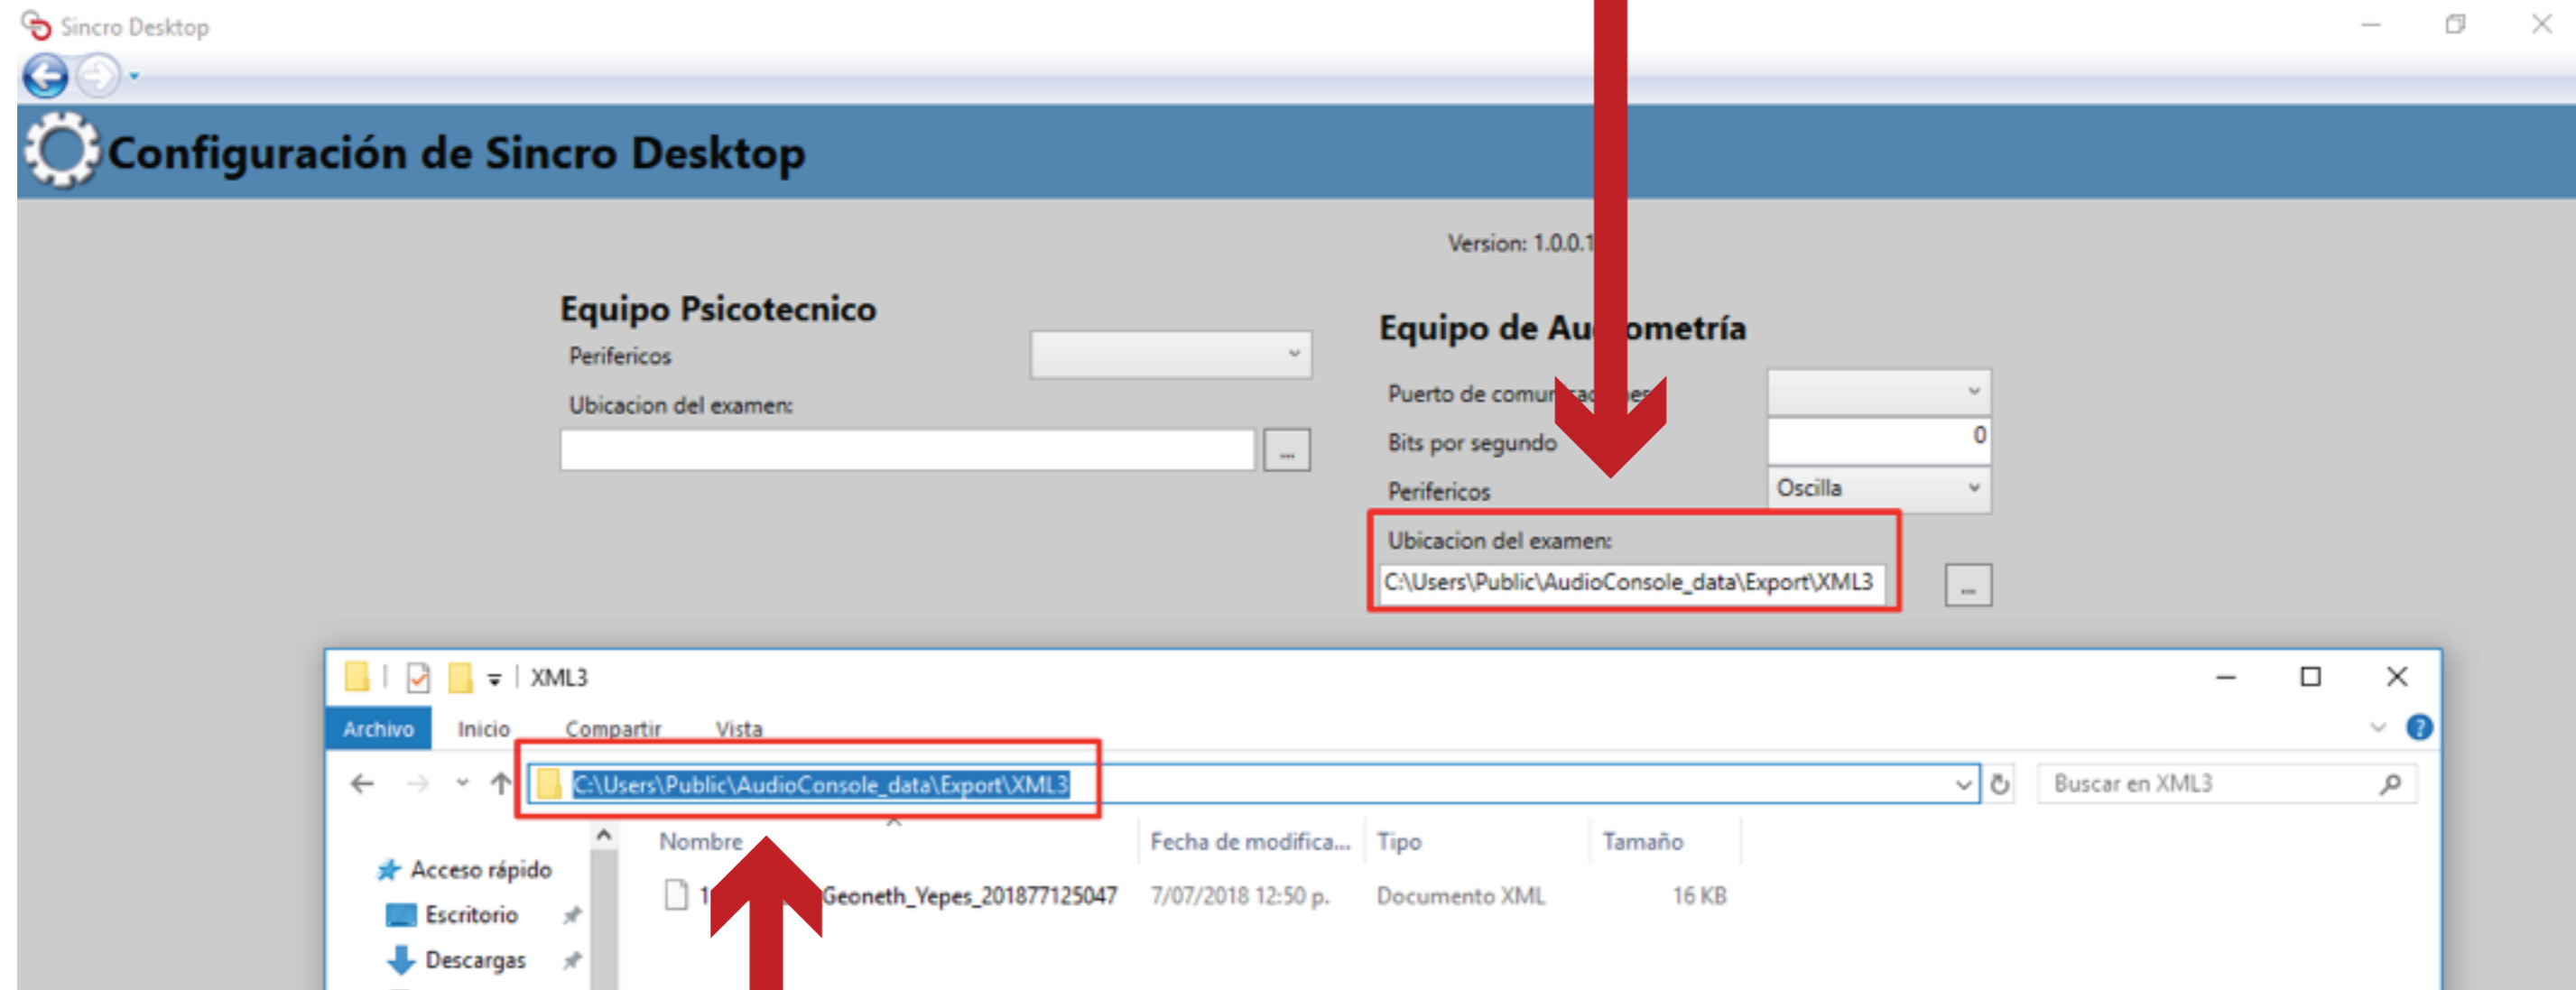 Sincro Desktop
Configuración de Sincro Desktop
Version: 1.0.0.1
Equipo Psicotecnico
Perifericos
Ubicacion del examen:
...
Equipo de Audiometría
Puerto de comunicaciones
Bits por segundo 0
Perifericos Oscilla
Ubicacion del examen:
C:\Users\Public\AudioConsole_data\Export\XML3 ...
XML3
Archivo Inicio Compartir Vista
C:\Users\Public\AudioConsole_data\Export\XML3 Buscar en XML3
Nombre Fecha de modifica... Tipo Tamaño
Acceso rápido
Geoneth_Yepes_201877125047 7/07/2018 12:50 p. Documento XML 16 KB
Escritorio
Descargas